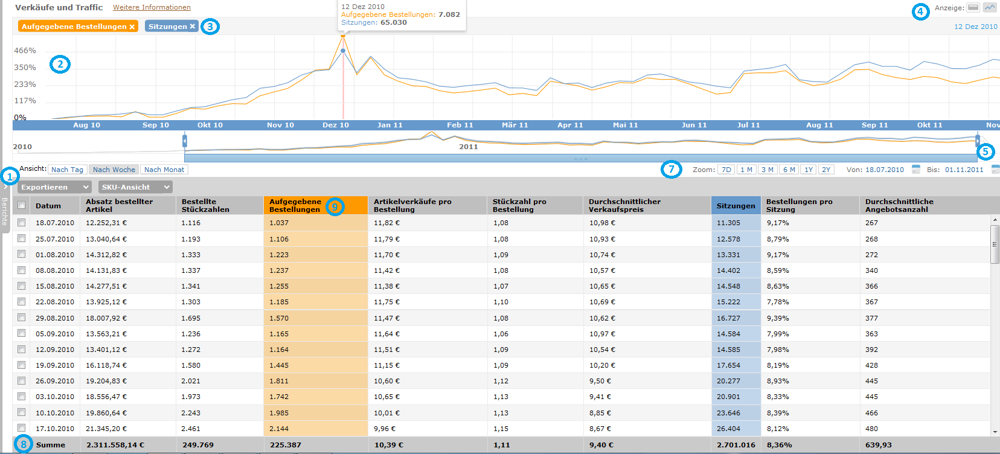 Verkäufe und Traffic Weitere Informationen
12 Dez 2010
Aufgegebene Bestellungen: 7.082
Sitzungen: 65.030
4 Anzeige:
Aufgegebene Bestellungen × Sitzungen × 3
12 Dez 2010
466%
2
350%
233%
117%
0%
Aug 10 Sep 10 Okt 10 Nov 10 Dez 10 Jan 11 Feb 11 Mär 11 Apr 11 Mai 11 Jun 11 Jul 11 Aug 11 Sep 11 Okt 11 Nov
2010 2011
5
Ansicht: Nach Tag Nach Woche Nach Monat 7 Zoom: 7D 1 M 3 M 6 M 1Y 2Y Von: 18.07.2010 Bis: 01.11.2011
1
Berichte
Exportieren SKU-Ansicht
Datum Absatz bestellter Artikel Bestellte Stückzahlen Aufgegebene Bestellungen 9 Artikelverkäufe pro Bestellung Stückzahl pro Bestellung Durchschnittlicher Verkaufspreis Sitzungen Bestellungen pro Sitzung Durchschnittliche Angebotsanzahl
18.07.2010 12.252,31 € 1.116 1.037 11,82 € 1,08 10,98 € 11.305 9,17% 267
25.07.2010 13.040,64 € 1.193 1.106 11,79 € 1,08 10,93 € 12.578 8,79% 268
01.08.2010 14.312,82 € 1.333 1.223 11,70 € 1,09 10,74 € 13.331 9,17% 272
08.08.2010 14.131,83 € 1.337 1.237 11,42 € 1,08 10,57 € 14.402 8,59% 340
15.08.2010 14.277,51 € 1.341 1.255 11,38 € 1,07 10,65 € 14.548 8,63% 366
22.08.2010 13.925,12 € 1.303 1.185 11,75 € 1,10 10,69 € 15.222 7,78% 367
29.08.2010 18.007,92 € 1.695 1.570 11,47 € 1,08 10,62 € 16.727 9,39% 377
05.09.2010 13.563,21 € 1.236 1.165 11,64 € 1,06 10,97 € 14.584 7,99% 363
12.09.2010 13.401,12 € 1.272 1.164 11,51 € 1,09 10,54 € 14.585 7,98% 392
19.09.2010 16.118,74 € 1.580 1.445 11,15 € 1,09 10,20 € 17.654 8,19% 428
26.09.2010 19.204,83 € 2.021 1.811 10,60 € 1,12 9,50 € 20.277 8,93% 445
03.10.2010 18.556,47 € 1.973 1.742 10,65 € 1,13 9,41 € 20.901 8,33% 445
10.10.2010 19.860,64 € 2.243 1.985 10,01 € 1,13 8,85 € 23.646 8,39% 466
17.10.2010 21.345,20 € 2.461 2.144 9,96 € 1,15 8,67 € 26.404 8,12% 480
8 Summe 2.311.558,14 € 249.769 225.387 10,39 € 1,11 9,40 € 2.701.016 8,36% 639,93